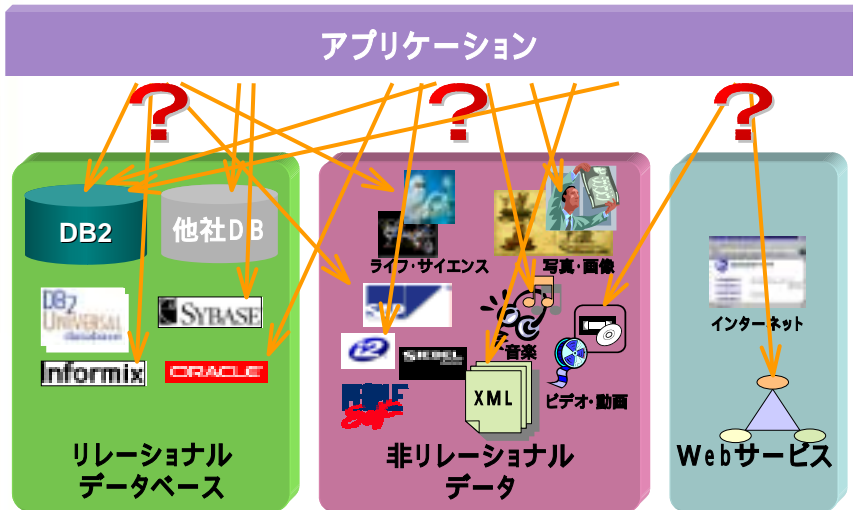 アプリケーション
?
?
?
DB2
他社DB
DB2
UNIVERSAL
SYBASE
Informix
ORACLE
リレーショナル
データベース
ライフ・サイエンス
写真・画像
i2
SIEBEL
音楽
PEOPLE
Soft
XML
ビデオ・動画
非リレーショナル
データ
インターネット
Webサービス